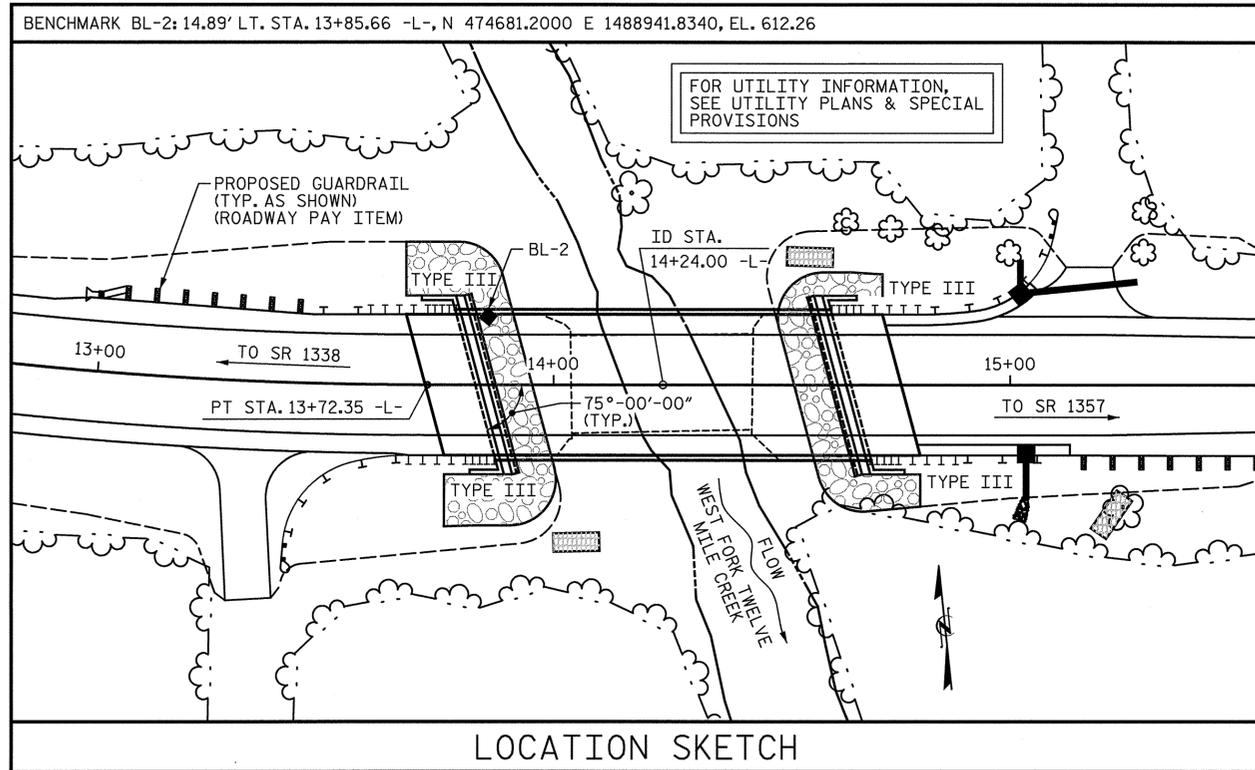 BENCHMARK BL-2: 14.89' LT. STA. 13+85.66 -L-, N 474681.2000 E 1488941.8340, EL. 612.26
FOR UTILITY INFORMATION,
SEE UTILITY PLANS & SPECIAL
PROVISIONS
PROPOSED GUARDRAIL
(TYP. AS SHOWN)
(ROADWAY PAY ITEM)
BL-2
ID STA.
14+24.00 -L-
TYPE III
TYPE III
13+00
TO SR 1338
14+00
15+00
PT STA. 13+72.35 -L-
75°-00'-00"
(TYP.)
TO SR 1357
TYPE III
TYPE III
WEST FORK TWELVE
MILE CREEK
FLOW
N
LOCATION SKETCH